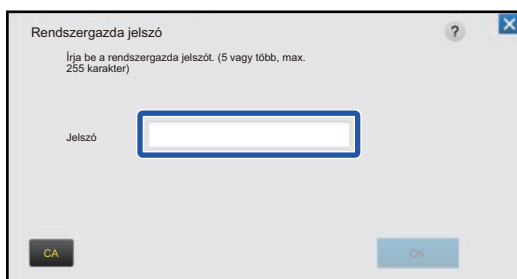 Rendszergazda jelszó
?
Írja be a rendszergazda jelszót. (5 vagy több, max.
255 karakter)
Jelszó
CA
OK